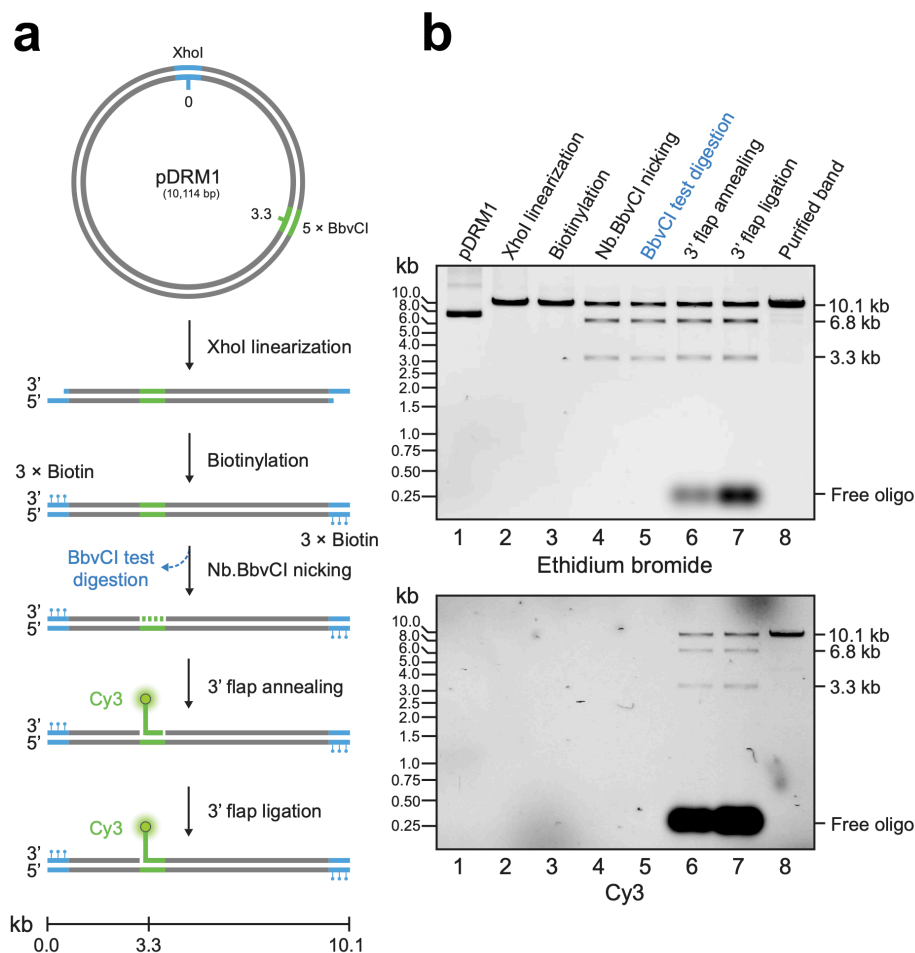 a
XhoI
0
pDRM1
(10,114 bp)
3.3
5 × BbvCI
XhoI linearization
3’
5’
Biotinylation
3 × Biotin
3’
5’
3 × Biotin
BbvCI test
digestion
Nb.BbvCI nicking
3’
5’
3’ flap annealing
Cy3
3’
5’
3’ flap ligation
Cy3
3’
5’
kb
0.0
3.3
10.1
b
pDRM1
XhoI linearization
Biotinylation
Nb.BbvCI nicking
BbvCI test digestion
3’ flap annealing
3’ flap ligation
Purified band
kb
10.0
8.0
6.0
5.0
4.0
3.0
2.5
2.0
1.5
1.0
0.75
0.50
0.25
10.1 kb
6.8 kb
3.3 kb
Free oligo
1 2 3 4 5 6 7 8
Ethidium bromide
kb
10.0
8.0
6.0
5.0
4.0
3.0
2.5
2.0
1.5
1.0
0.75
0.50
0.25
10.1 kb
6.8 kb
3.3 kb
Free oligo
1 2 3 4 5 6 7 8
Cy3